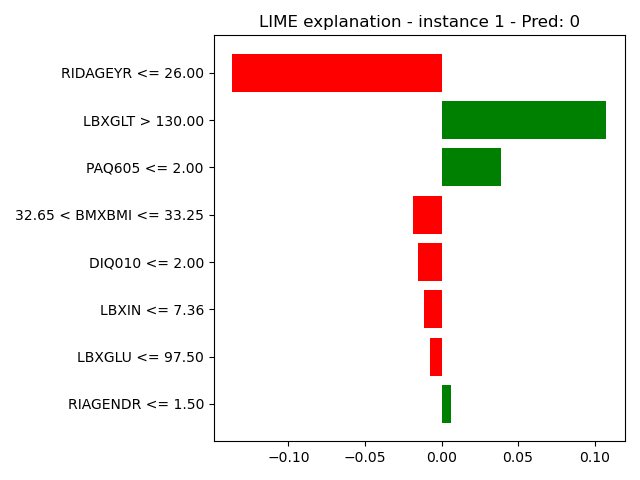 LIME explanation - instance 1 - Pred: 0
RIDAGEYR <= 26.00
LBXGLT > 130.00
PAQ605 <= 2.00
32.65 < BMXBMI <= 33.25
DIQ010 <= 2.00
LBXIN <= 7.36
LBXGLU <= 97.50
RIAGENDR <= 1.50
−0.10 −0.05 0.00 0.05 0.10